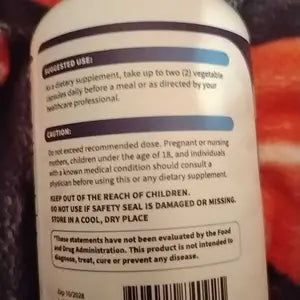 SUGGESTED USE:
As a dietary supplement, take up to two (2) vegetable
capsules daily before a meal or as directed by your
healthcare professional.
CAUTION:
Do not exceed recommended dose. Pregnant or nursing
mothers, children under the age of 18, and individuals
with a known medical condition should consult a
physician before using this or any dietary supplement.
KEEP OUT OF THE REACH OF CHILDREN.
DO NOT USE IF SAFETY SEAL IS DAMAGED OR MISSING.
STORE IN A COOL, DRY PLACE
*These statements have not been evaluated by the Food
and Drug Administration. This product is not intended to
diagnose, treat, cure or prevent any disease.
Exp 10/2028